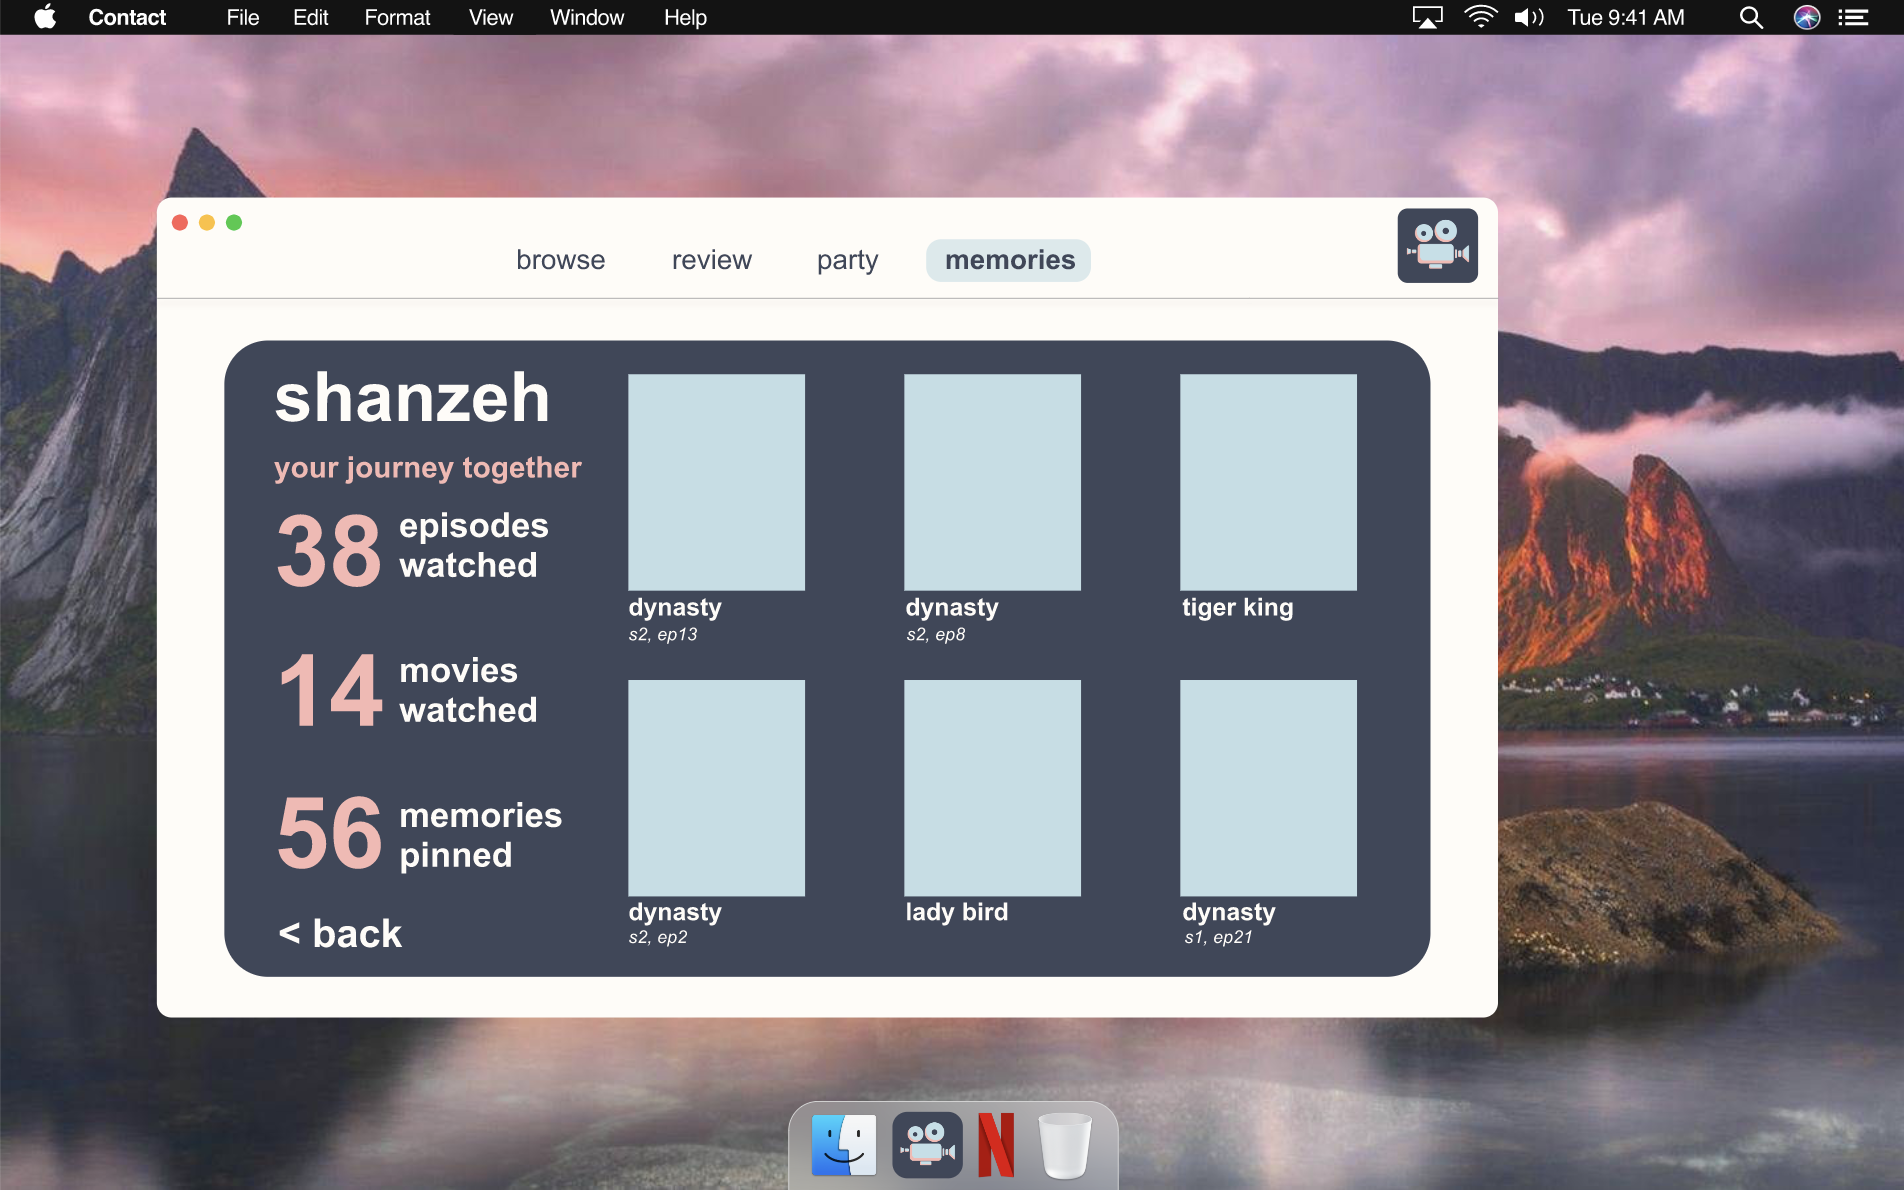 Contact File Edit Format View Window Help Tue 9:41 AM
browse review party memories
shanzeh
your journey together
38 episodes
watched
14 movies
watched
56 memories
pinned
< back
dynasty
s2, ep13
dynasty
s2, ep8
tiger king
dynasty
s2, ep2
lady bird
dynasty
s1, ep21
N